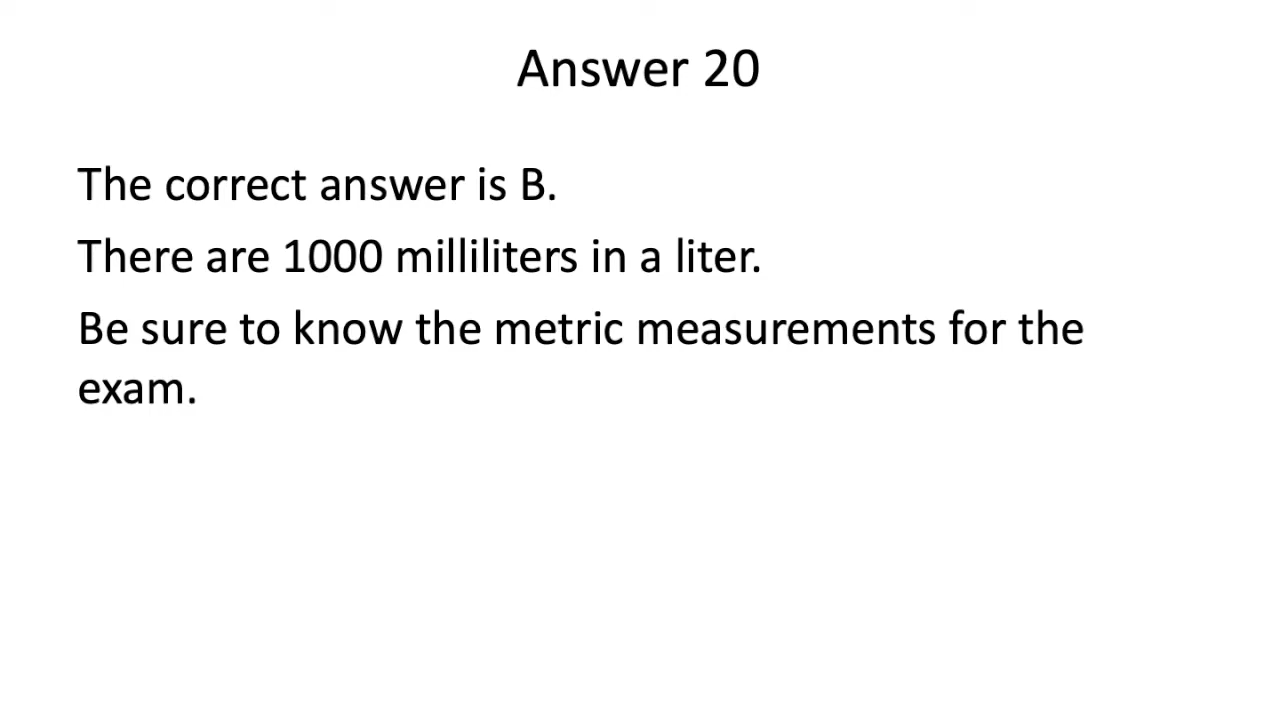 Answer 20
The correct answer is B.
There are 1000 milliliters in a liter.
Be sure to know the metric measurements for the
exam.